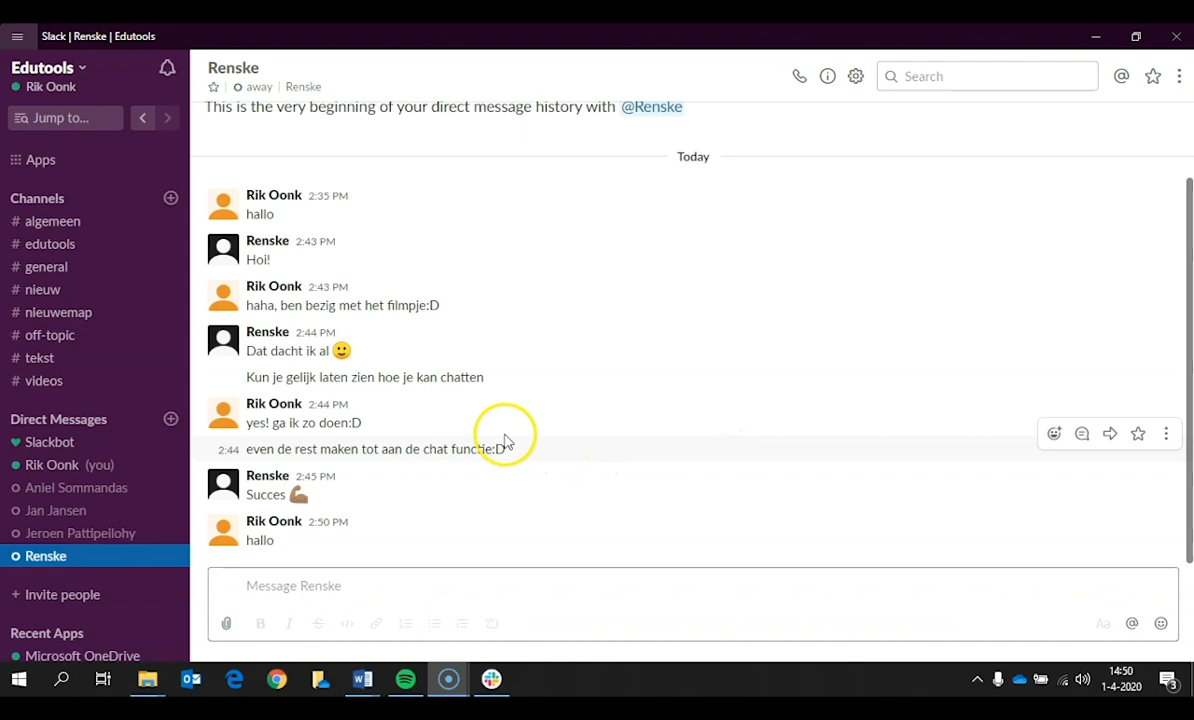 Slack | Renske | Edutools
Edutools
Rik Oonk
Jump to...
Apps
Channels
# algemeen
# edutools
# general
# nieuw
# nieuwemap
# off-topic
# tekst
# videos
Direct Messages
Slackbot
Rik Oonk (you)
Aniel Sommandas
Jan Jansen
Jeroen Pattipeilohy
Renske
+ Invite people
Recent Apps
Microsoft OneDrive
Renske
away | Renske
Search
This is the very beginning of your direct message history with @Renske
Today
Rik Oonk 2:35 PM
hallo
Renske 2:43 PM
Hoi!
Rik Oonk 2:43 PM
haha, ben bezig met het filmpje:D
Renske 2:44 PM
Dat dacht ik al 🙂
Kun je gelijk laten zien hoe je kan chatten
Rik Oonk 2:44 PM
yes! ga ik zo doen:D
2:44 even de rest maken tot aan de chat functie:D
Renske 2:45 PM
Succes 💪🏽
Rik Oonk 2:50 PM
hallo
Message Renske
B I S Aa @
14:50
1-4-2020
3